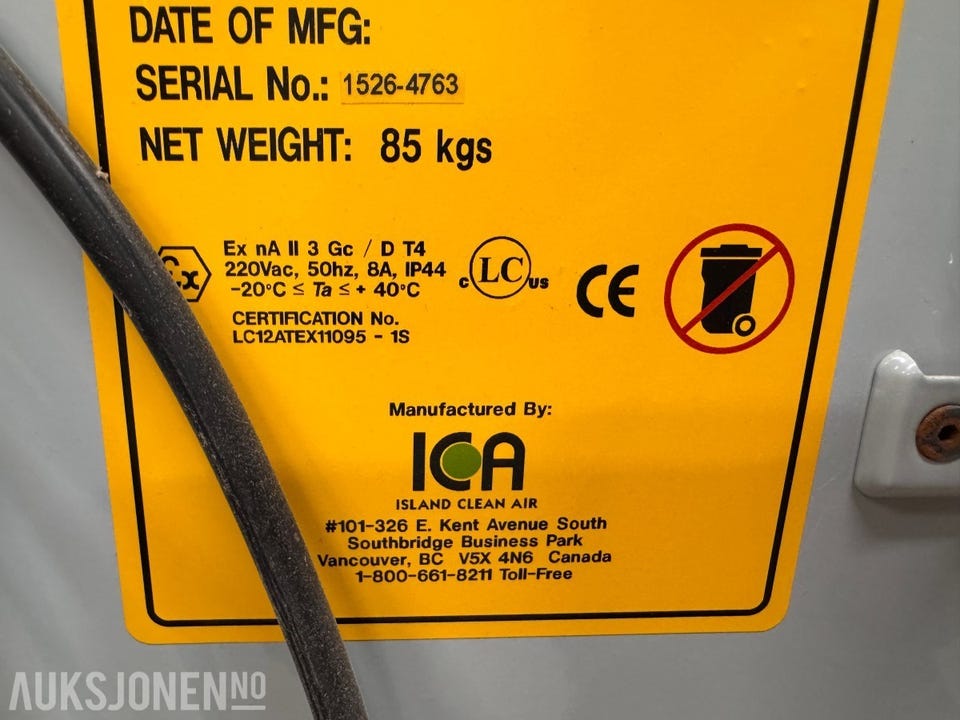 DATE OF MFG:
SERIAL No.: 1526-4763
NET WEIGHT: 85 kgs
Ex
Ex nA II 3 Gc / D T4
220Vac, 50hz, 8A, IP44
-20°C ≤ Ta ≤ + 40°C
CERTIFICATION No.
LC12ATEX11095 - 1S
c LC us
CE
Manufactured By:
ICA
ISLAND CLEAN AIR
#101-326 E. Kent Avenue South
Southbridge Business Park
Vancouver, BC V5X 4N6 Canada
1-800-661-8211 Toll-Free
AUKSJONEN NO